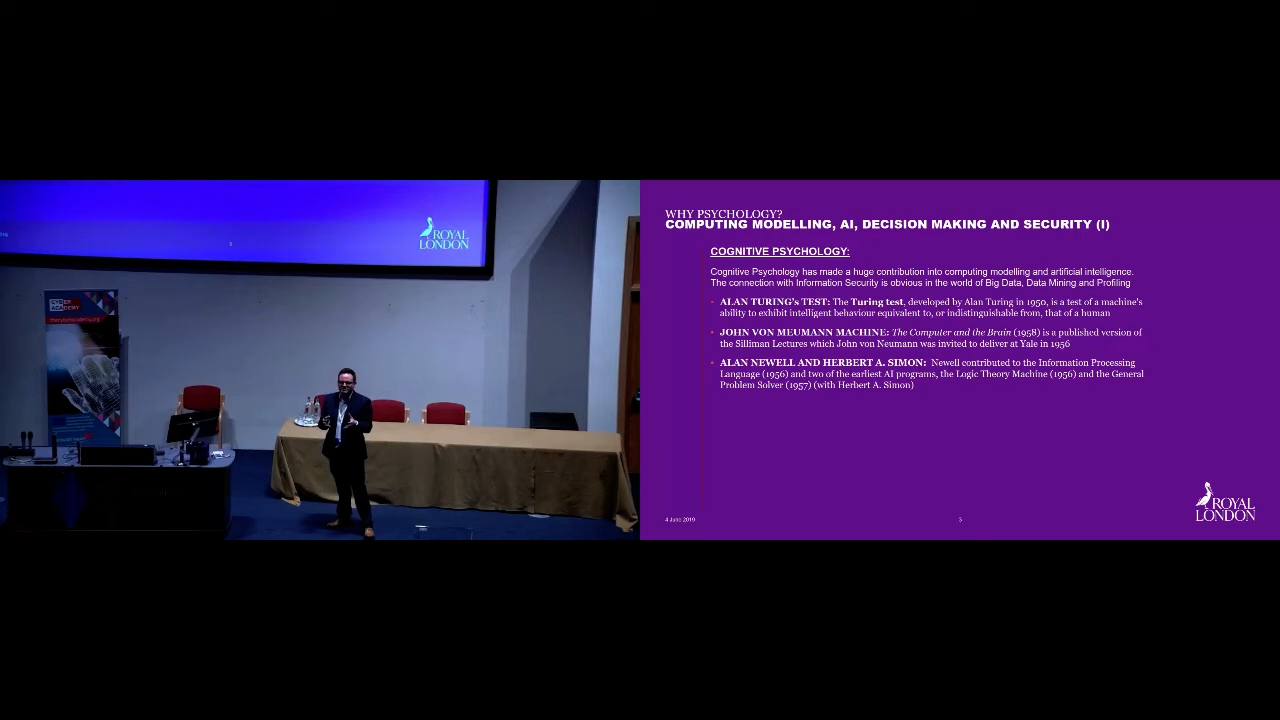 ROYAL
LONDON
5
WHY PSYCHOLOGY?
COMPUTING MODELLING, AI, DECISION MAKING AND SECURITY (I)
COGNITIVE PSYCHOLOGY:
Cognitive Psychology has made a huge contribution into computing modelling and artificial intelligence.
The connection with Information Security is obvious in the world of Big Data, Data Mining and Profiling
• ALAN TURING'S TEST: The Turing test, developed by Alan Turing in 1950, is a test of a machine's
ability to exhibit intelligent behaviour equivalent to, or indistinguishable from, that of a human
• JOHN VON MEUMANN MACHINE: The Computer and the Brain (1958) is a published version of
the Silliman Lectures which John von Neumann was invited to deliver at Yale in 1956
• ALAN NEWELL AND HERBERT A. SIMON: Newell contributed to the Information Processing
Language (1956) and two of the earliest AI programs, the Logic Theory Machine (1956) and the General
Problem Solver (1957) (with Herbert A. Simon)
4 June 2019
5
ROYAL
LONDON